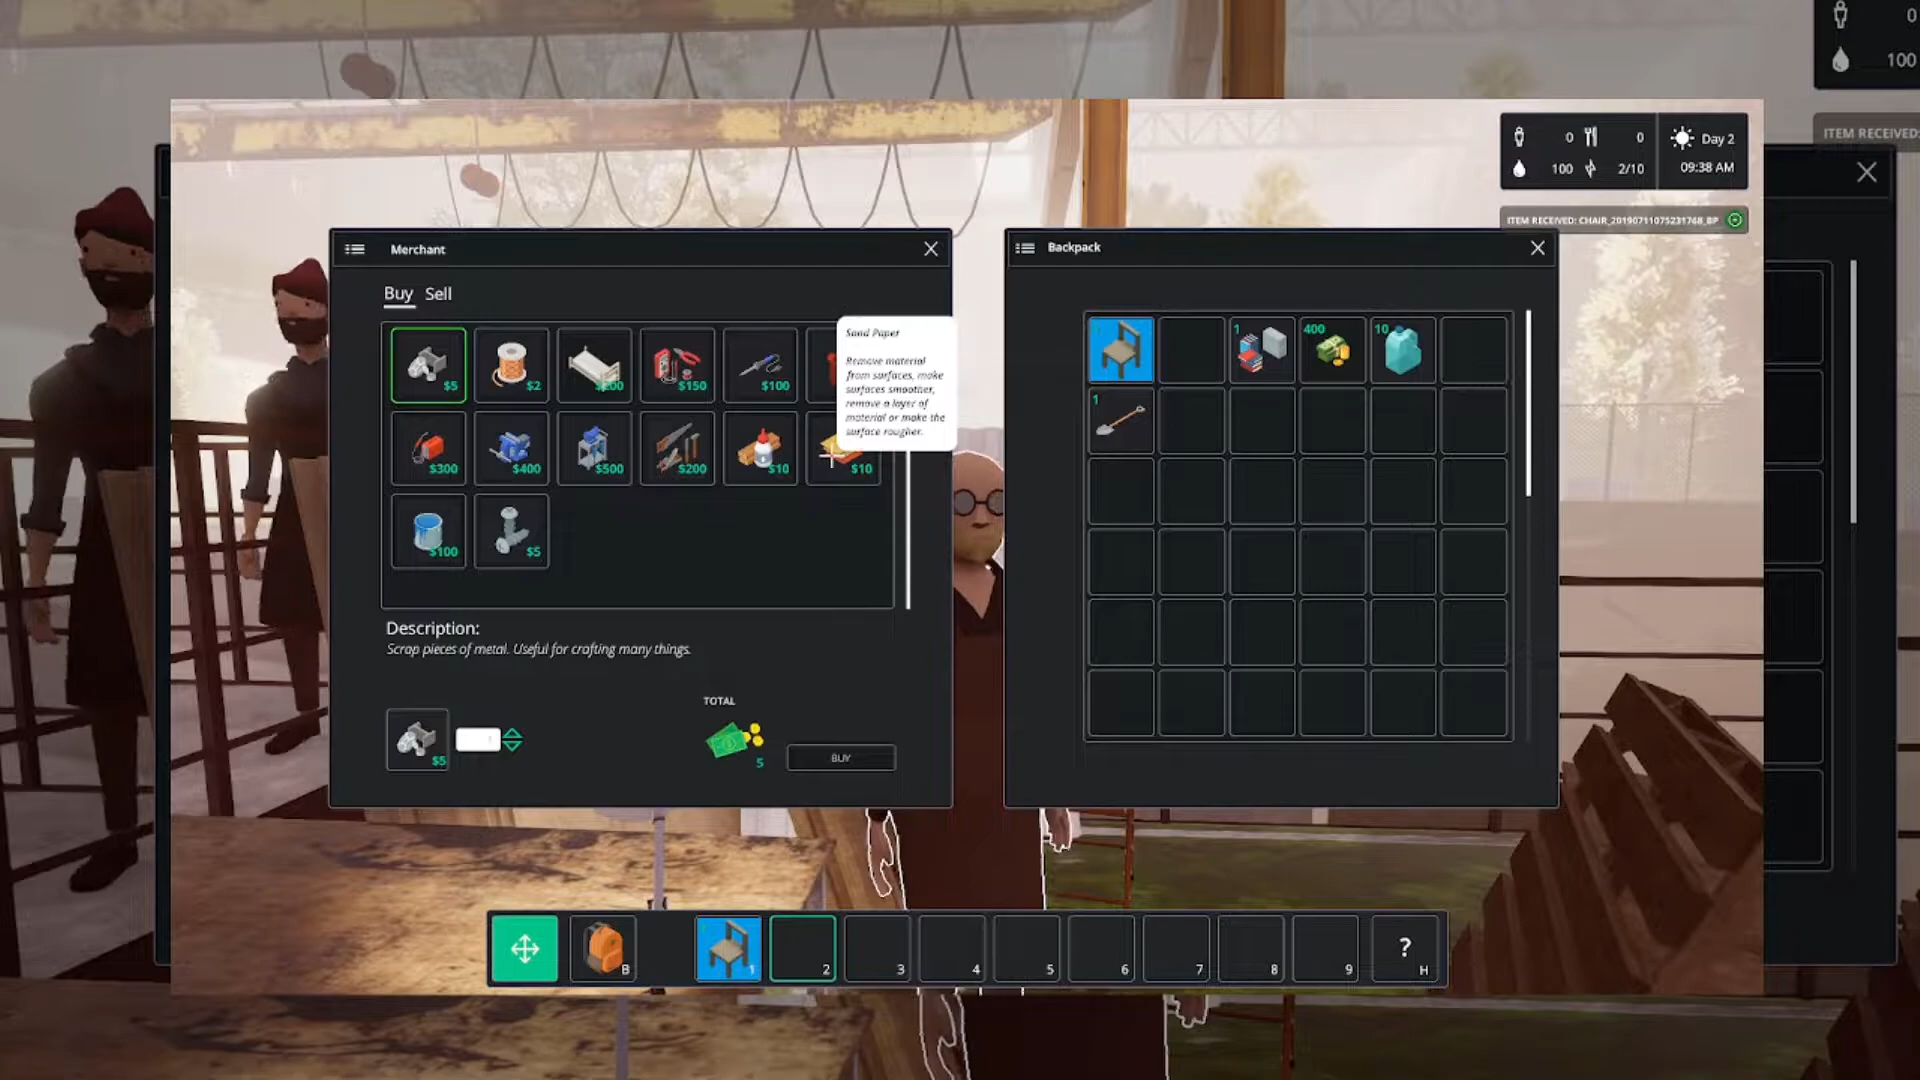 0
100
ITEM RECEIVED:
0 0 Day 2
100 2/10 09:38 AM
ITEM RECEIVED: CHAIR_20190711075231768_BP
Merchant
Buy Sell
$5 $2 $200 $150 $100
Sand Paper
Remove material
from surfaces, make
surfaces smoother,
remove a layer of
material or make the
surface rougher.
$300 $400 $500 $200 $10 $10
$100 $5
Description:
Scrap pieces of metal. Useful for crafting many things.
TOTAL
$5 5 BUY
Backpack
1 400 10
1
B 1 2 3 4 5 6 7 8 9 ? H